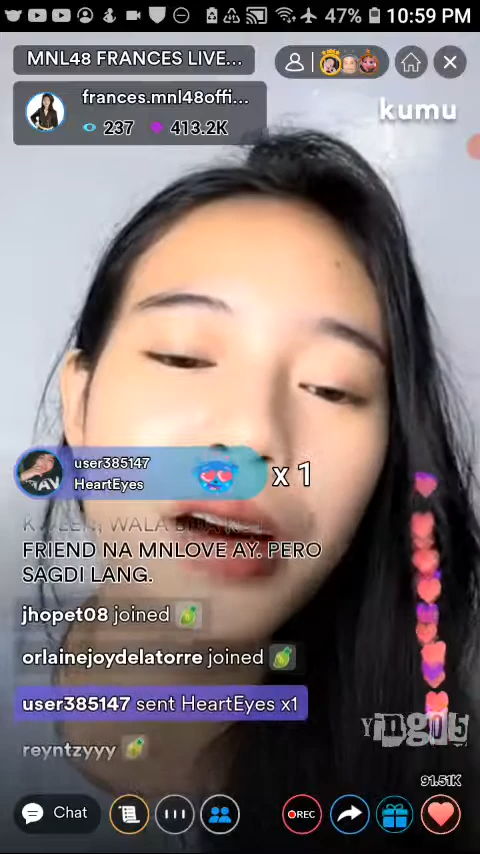 47% 10:59 PM
MNL48 FRANCES LIVE...
frances.mnl48offi...
237 413.2K
kumu
user385147
HeartEyes
x 1
FRIEND NA MNLOVE AY. PERO
SAGDI LANG.
jhopet08 joined
orlainejoydelatorre joined
user385147 sent HeartEyes x1
reyntzyyy
Ying05
91.51K
Chat
REC